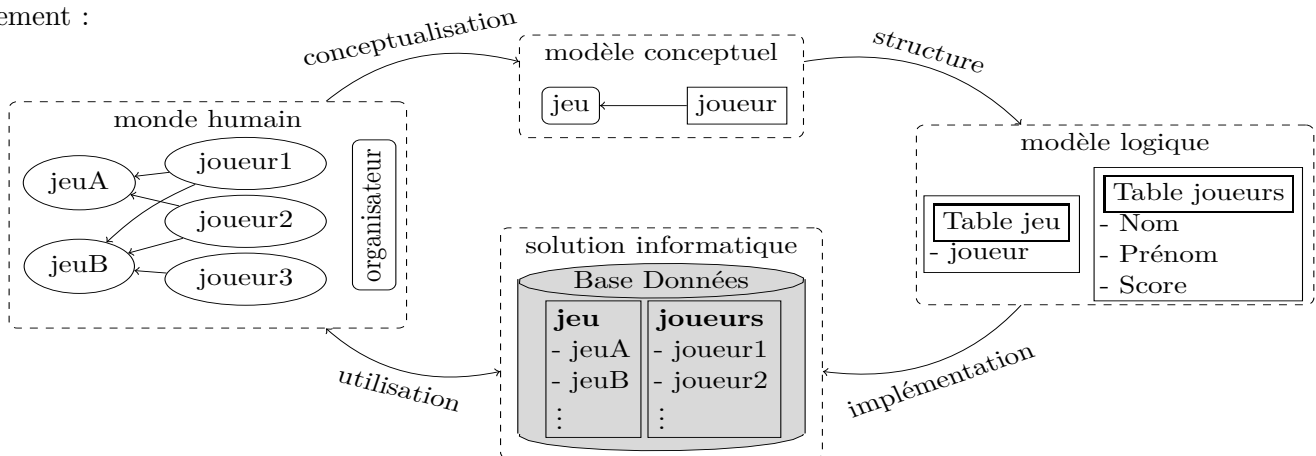 ement :
conceptualisation
modèle conceptuel
jeu
joueur
structure
monde humain
jeuA
jeuB
joueur1
joueur2
joueur3
organisateur
modèle logique
Table jeu
- joueur
Table joueurs
- Nom
- Prénom
- Score
solution informatique
Base Données
jeu
- jeuA
- jeuB
⋮
joueurs
- joueur1
- joueur2
⋮
utilisation
implémentation